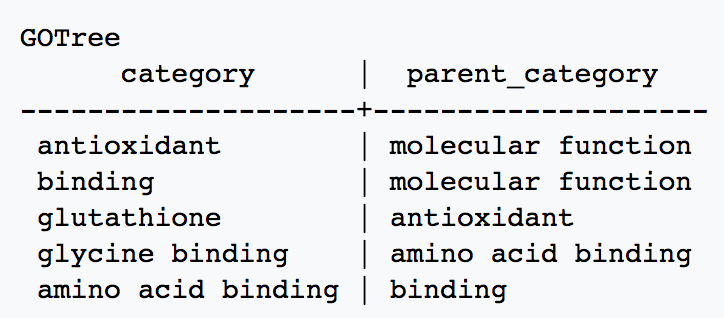 GOTree
category | parent_category
--------------------+--------------------
antioxidant | molecular function
binding | molecular function
glutathione | antioxidant
glycine binding | amino acid binding
amino acid binding | binding